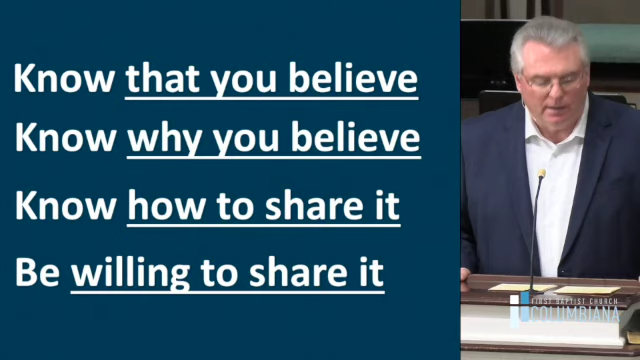 Know that you believe
Know why you believe
Know how to share it
Be willing to share it
FIRST BAPTIST CHURCH
COLUMBIANA